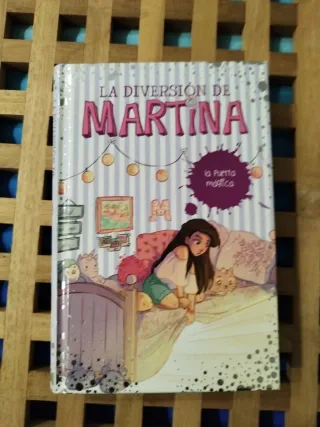 LA DIVERSIÓN DE
MARTINA
la puerta
mágica
M